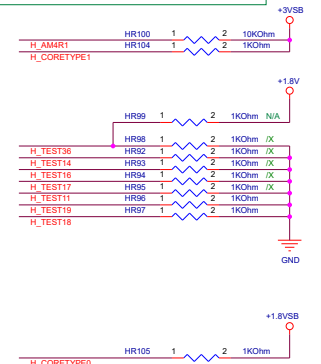 +3VSB
HR100 1 2 10KOhm
H_AM4R1
HR104 1 2 1KOhm
H_CORETYPE1
+1.8V
HR99 1 2 1KOhm N/A
HR98 1 2 1KOhm /X
H_TEST36
HR92 1 2 1KOhm /X
H_TEST14
HR93 1 2 1KOhm /X
H_TEST16
HR94 1 2 1KOhm /X
H_TEST17
HR95 1 2 1KOhm /X
H_TEST11
HR96 1 2 1KOhm
H_TEST19
HR97 1 2 1KOhm
H_TEST18
GND
+1.8VSB
HR105 1 2 1KOhm
H_CORETYPE0